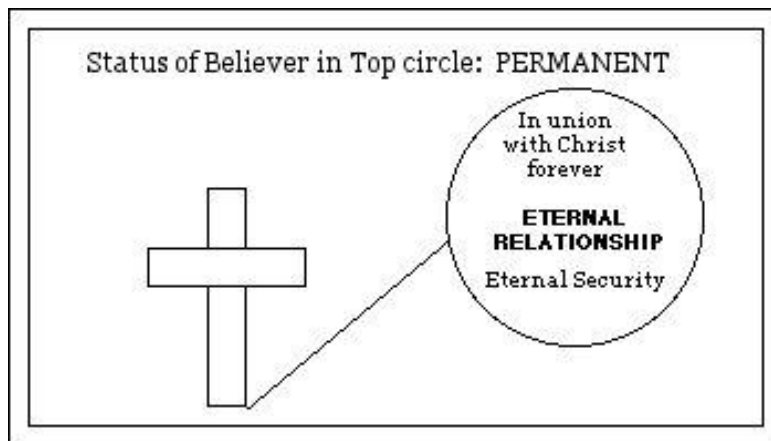 Status of Believer in Top circle: PERMANENT
In union
with Christ
forever
ETERNAL
RELATIONSHIP
Eternal Security